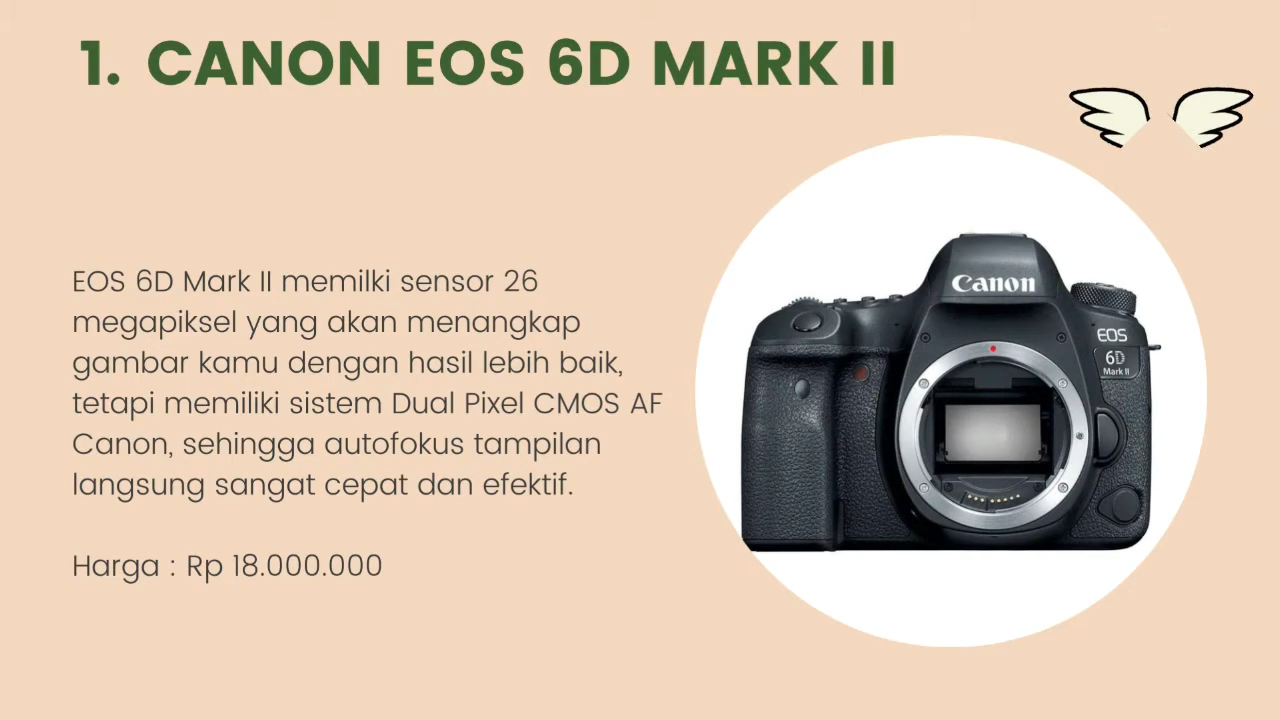 1. CANON EOS 6D MARK II
EOS 6D Mark II memilki sensor 26
megapiksel yang akan menangkap
gambar kamu dengan hasil lebih baik,
tetapi memiliki sistem Dual Pixel CMOS AF
Canon, sehingga autofokus tampilan
langsung sangat cepat dan efektif.
Harga : Rp 18.000.000
Canon
EOS
6D
Mark II